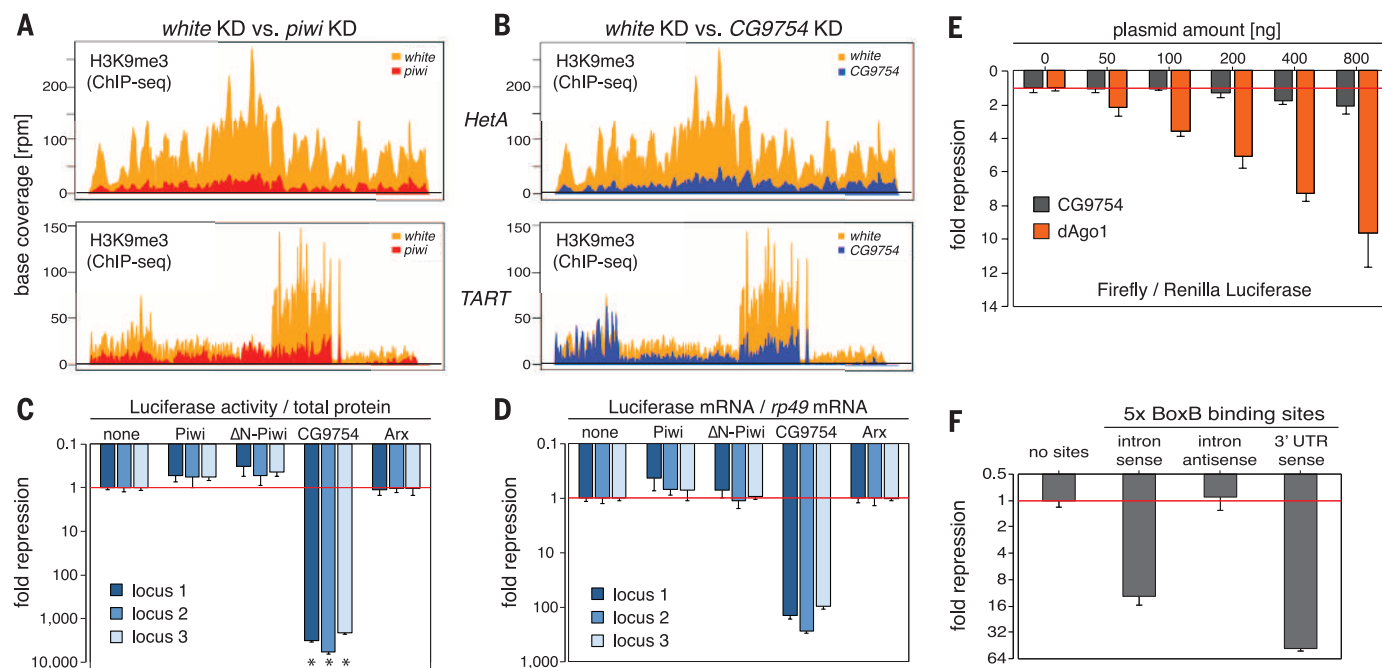 A
white KD vs. piwi KD
H3K9me3
(ChIP-seq)
white
piwi
200
100
0
base coverage [rpm]
H3K9me3
(ChIP-seq)
white
piwi
150
100
50
0
B
white KD vs. CG9754 KD
H3K9me3
(ChIP-seq)
white
CG9754
200
100
0
HetA
H3K9me3
(ChIP-seq)
white
CG9754
150
100
50
0
TART
E
plasmid amount [ng]
0 50 100 200 400 800
0
2
4
6
8
10
12
14
fold repression
CG9754
dAgo1
Firefly / Renilla Luciferase
C
Luciferase activity / total protein
none Piwi ΔN-Piwi CG9754 Arx
0.1
1
10
100
1,000
10,000
fold repression
locus 1
locus 2
locus 3
* * *
D
Luciferase mRNA / rp49 mRNA
none Piwi ΔN-Piwi CG9754 Arx
0.1
1
10
100
1,000
fold repression
locus 1
locus 2
locus 3
F
5x BoxB binding sites
no sites
intron
sense
intron
antisense
3' UTR
sense
0.5
1
2
4
8
16
32
64
fold repression